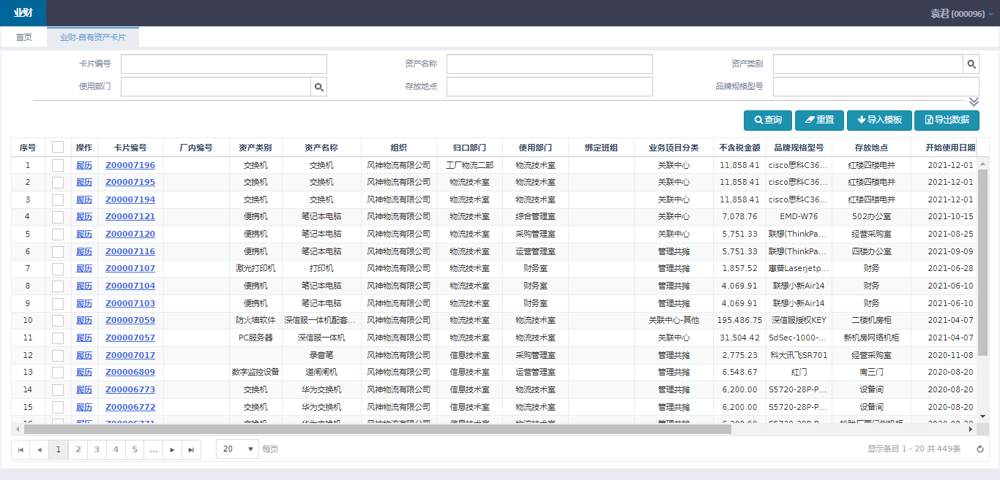 业财 袁君 (000096)
首页 业财-自有资产卡片
卡片编号 资产名称 资产类别
使用部门 存放地点 品牌规格型号
查询 重置 导入模板 导出数据
序号 操作 卡片编号 厂内编号 资产类别 资产名称 组织 归口部门 使用部门 绑定班组 业务项目分类 不含税金额 品牌规格型号 存放地点 开始使用日期
1 履历 Z00007196 交换机 交换机 风神物流有限公司 工厂物流二部 物流技术室 关联中心 11,858.41 cisco思科C36... 红楼四楼电井 2021-12-01
2 履历 Z00007195 交换机 交换机 风神物流有限公司 物流技术室 物流技术室 关联中心 11,858.41 cisco思科C36... 红楼四楼电井 2021-12-01
3 履历 Z00007194 交换机 交换机 风神物流有限公司 物流技术室 物流技术室 关联中心 11,858.41 cisco思科C36... 红楼四楼电井 2021-12-01
4 履历 Z00007121 便携机 笔记本电脑 风神物流有限公司 物流技术室 综合管理室 关联中心 7,078.76 EMD-W76 502办公室 2021-10-15
5 履历 Z00007120 便携机 笔记本电脑 风神物流有限公司 物流技术室 采购管理室 关联中心 5,751.33 联想(ThinkPa... 经营采购室 2021-08-25
6 履历 Z00007116 便携机 笔记本电脑 风神物流有限公司 物流技术室 运营管理室 管理共摊 5,751.33 联想(ThinkPa... 四楼办公室 2021-09-09
7 履历 Z00007107 激光打印机 打印机 风神物流有限公司 物流技术室 财务室 管理共摊 1,857.52 惠普Laserjetp... 财务 2021-06-28
8 履历 Z00007104 便携机 笔记本电脑 风神物流有限公司 物流技术室 财务室 管理共摊 4,069.91 联想小新Air14 财务 2021-06-10
9 履历 Z00007103 便携机 笔记本电脑 风神物流有限公司 物流技术室 财务室 管理共摊 4,069.91 联想小新Air14 财务 2021-06-10
10 履历 Z00007059 防火墙软件 深信服一体机配套... 风神物流有限公司 物流技术室 物流技术室 关联中心-其他 195,486.75 深信服授权KEY 二楼机房柜 2021-04-07
11 履历 Z00007057 PC服务器 深信服一体机 风神物流有限公司 物流技术室 物流技术室 关联中心 31,504.42 SdSec-1000-... 新机房网络机柜 2021-04-07
12 履历 Z00007017 录音笔 风神物流有限公司 信息技术室 采购管理室 管理共摊 2,775.23 科大讯飞SR701 经营采购室 2020-11-08
13 履历 Z00006809 数字监控设备 道闸闸机 风神物流有限公司 信息技术室 运营管理室 管理共摊 6,548.67 红门 南三门 2020-08-20
14 履历 Z00006773 交换机 华为交换机 风神物流有限公司 信息技术室 物流技术室 管理共摊 6,200.00 S5720-28P-P... 设备间 2020-08-20
15 履历 Z00006772 交换机 华为交换机 风神物流有限公司 信息技术室 物流技术室 管理共摊 6,200.00 S5720-28P-P... 设备间 2020-08-20
16 履历 Z00006771 交换机 华为交换机 风神物流有限公司 信息技术室 物流技术室 管理共摊 6,200.00 S5720-28P-P...
1 2 3 4 5 ... 20 每页 显示条目 1 - 20 共 449条